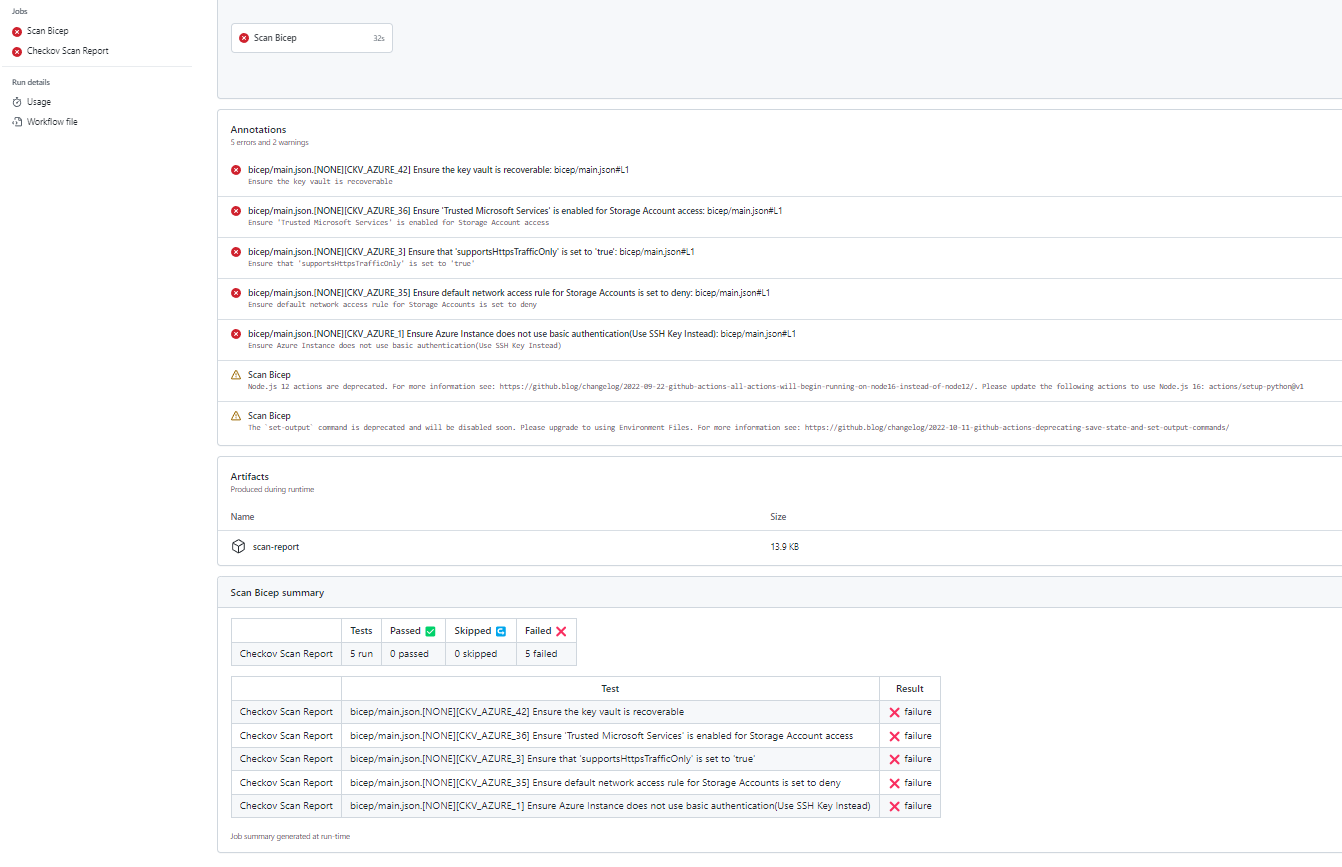 Jobs
Scan Bicep
Checkov Scan Report
Run details
Usage
Workflow file
Scan Bicep 32s
Annotations
5 errors and 2 warnings
bicep/main.json.[NONE][CKV_AZURE_42] Ensure the key vault is recoverable: bicep/main.json#L1
Ensure the key vault is recoverable
bicep/main.json.[NONE][CKV_AZURE_36] Ensure 'Trusted Microsoft Services' is enabled for Storage Account access: bicep/main.json#L1
Ensure 'Trusted Microsoft Services' is enabled for Storage Account access
bicep/main.json.[NONE][CKV_AZURE_3] Ensure that 'supportsHttpsTrafficOnly' is set to 'true': bicep/main.json#L1
Ensure that 'supportsHttpsTrafficOnly' is set to 'true'
bicep/main.json.[NONE][CKV_AZURE_35] Ensure default network access rule for Storage Accounts is set to deny: bicep/main.json#L1
Ensure default network access rule for Storage Accounts is set to deny
bicep/main.json.[NONE][CKV_AZURE_1] Ensure Azure Instance does not use basic authentication(Use SSH Key Instead): bicep/main.json#L1
Ensure Azure Instance does not use basic authentication(Use SSH Key Instead)
Scan Bicep
Node.js 12 actions are deprecated. For more information see: https://github.blog/changelog/2022-09-22-github-actions-all-actions-will-begin-running-on-node16-instead-of-node12/. Please update the following actions to use Node.js 16: actions/setup-python@v1
Scan Bicep
The `set-output` command is deprecated and will be disabled soon. Please upgrade to using Environment Files. For more information see: https://github.blog/changelog/2022-10-11-github-actions-deprecating-save-state-and-set-output-commands/
Artifacts
Produced during runtime
Name Size
scan-report 13.9 KB
Scan Bicep summary
Tests Passed Skipped Failed
Checkov Scan Report 5 run 0 passed 0 skipped 5 failed
Test Result
Checkov Scan Report bicep/main.json.[NONE][CKV_AZURE_42] Ensure the key vault is recoverable failure
Checkov Scan Report bicep/main.json.[NONE][CKV_AZURE_36] Ensure 'Trusted Microsoft Services' is enabled for Storage Account access failure
Checkov Scan Report bicep/main.json.[NONE][CKV_AZURE_3] Ensure that 'supportsHttpsTrafficOnly' is set to 'true' failure
Checkov Scan Report bicep/main.json.[NONE][CKV_AZURE_35] Ensure default network access rule for Storage Accounts is set to deny failure
Checkov Scan Report bicep/main.json.[NONE][CKV_AZURE_1] Ensure Azure Instance does not use basic authentication(Use SSH Key Instead) failure
Job summary generated at run-time